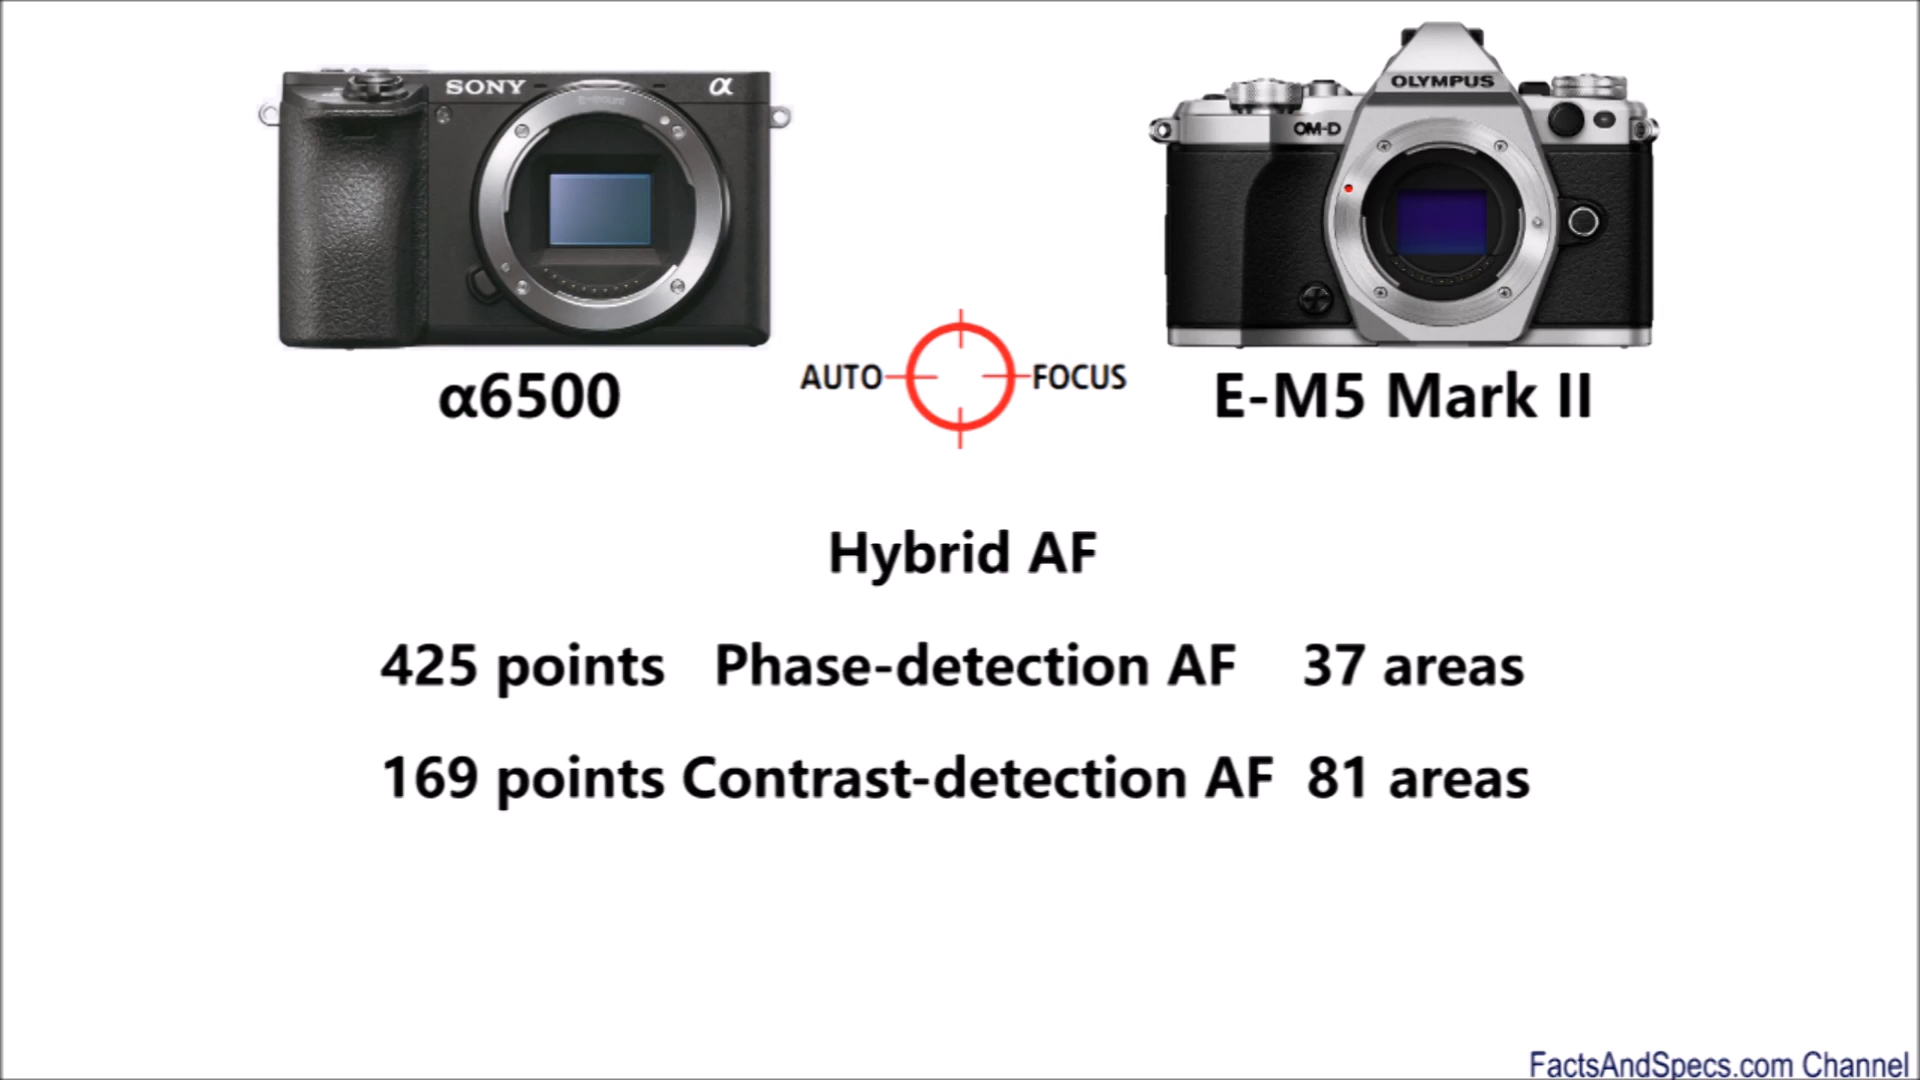 SONY
α
E-mount
OLYMPUS
OM-D
α6500
AUTO FOCUS
E-M5 Mark II
Hybrid AF
425 points Phase-detection AF 37 areas
169 points Contrast-detection AF 81 areas
FactsAndSpecs.com Channel